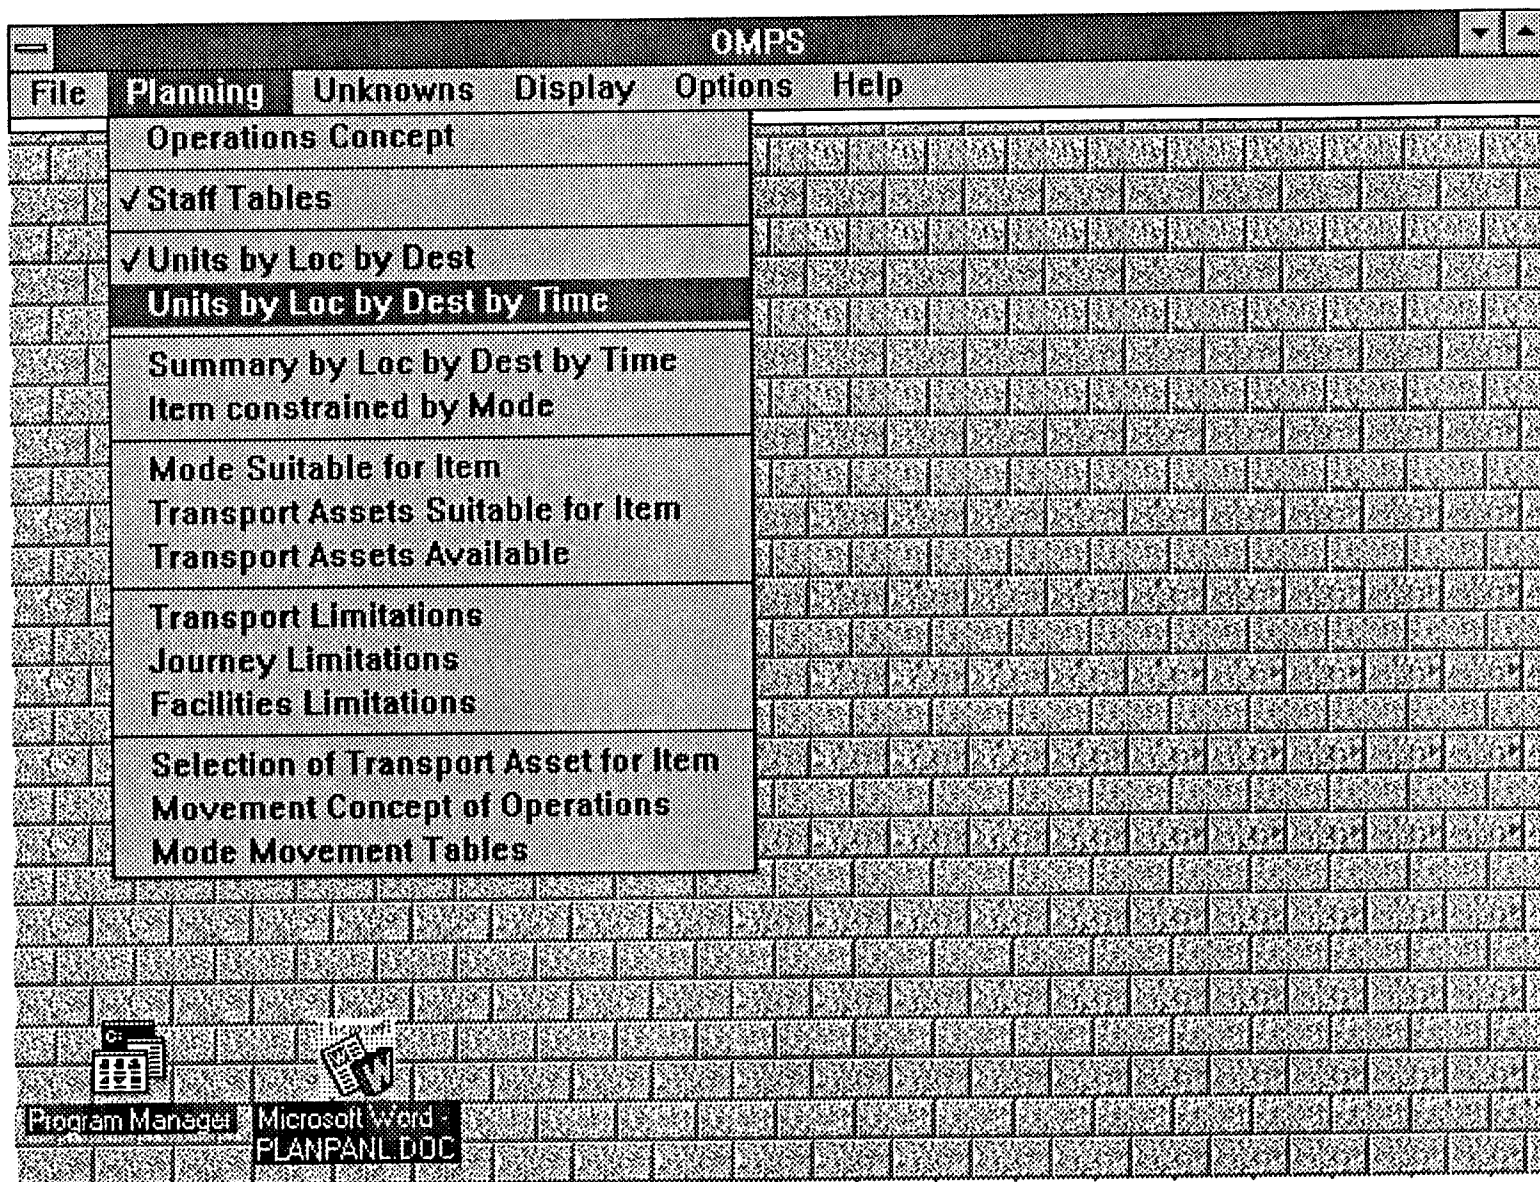 OMPS
File Planning Unknowns Display Options Help
Operations Concept
✓ Staff Tables
✓ Units by Loc by Dest
Units by Loc by Dest by Time
Summary by Loc by Dest by Time
Item constrained by Mode
Mode Suitable for Item
Transport Assets Suitable for Item
Transport Assets Available
Transport Limitations
Journey Limitations
Facilities Limitations
Selection of Transport Asset for Item
Movement Concept of Operations
Mode Movement Tables
C:
Microsoft
W
Program Manager
Microsoft Word -
PLANPANL.DOC